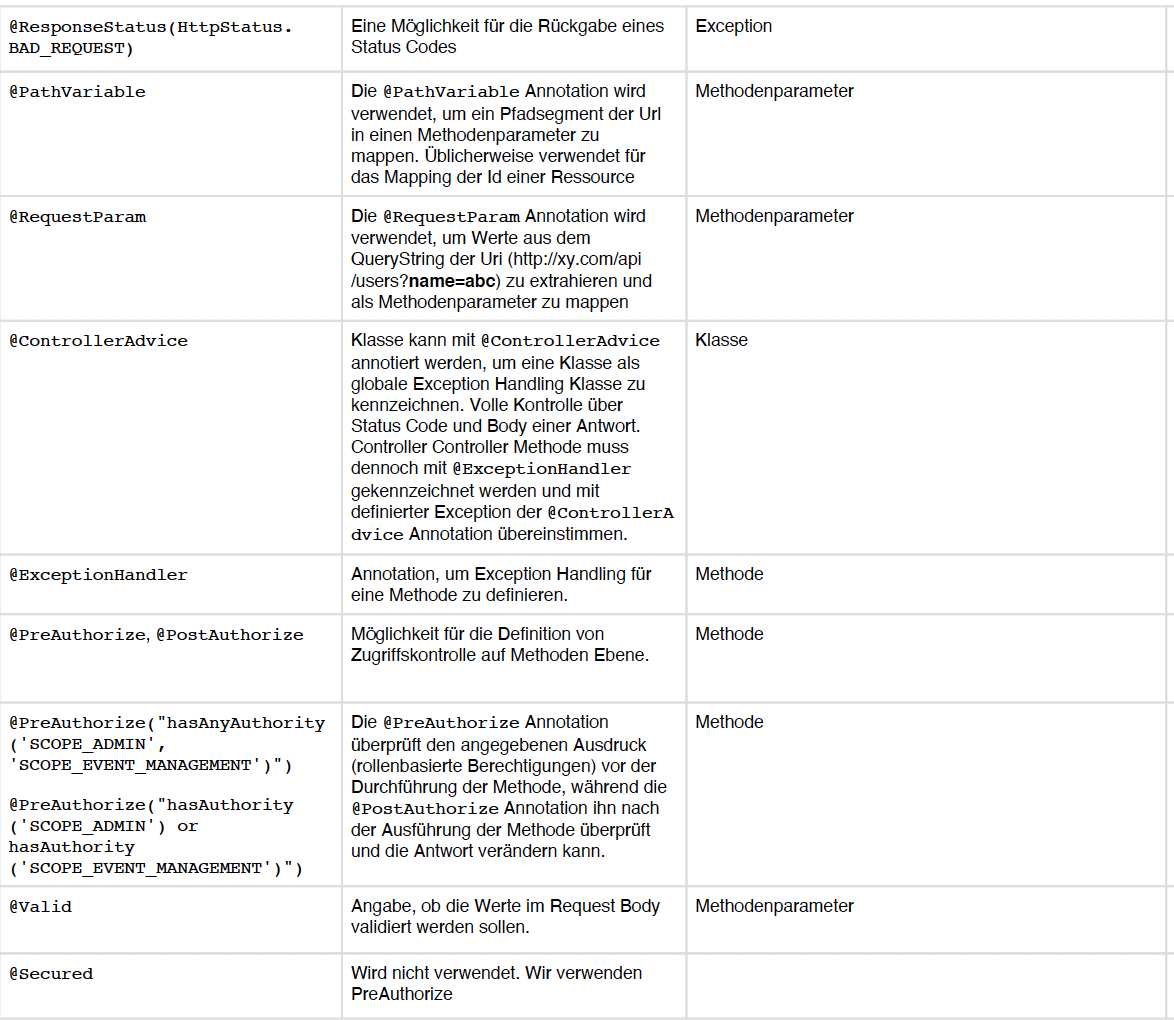 @ResponseStatus(HttpStatus.
BAD_REQUEST)
Eine Möglichkeit für die Rückgabe eines
Status Codes
Exception
@PathVariable
Die @PathVariable Annotation wird
verwendet, um ein Pfadsegment der Url
in einen Methodenparameter zu
mappen. Üblicherweise verwendet für
das Mapping der Id einer Ressource
Methodenparameter
@RequestParam
Die @RequestParam Annotation wird
verwendet, um Werte aus dem
QueryString der Uri (http://xy.com/api
/users?name=abc) zu extrahieren und
als Methodenparameter zu mappen
Methodenparameter
@ControllerAdvice
Klasse kann mit @ControllerAdvice
annotiert werden, um eine Klasse als
globale Exception Handling Klasse zu
kennzeichnen. Volle Kontrolle über
Status Code und Body einer Antwort.
Controller Controller Methode muss
dennoch mit @ExceptionHandler
gekennzeichnet werden und mit
definierter Exception der @ControllerA
dvice Annotation übereinstimmen.
Klasse
@ExceptionHandler
Annotation, um Exception Handling für
eine Methode zu definieren.
Methode
@PreAuthorize, @PostAuthorize
Möglichkeit für die Definition von
Zugriffskontrolle auf Methoden Ebene.
Methode
@PreAuthorize("hasAnyAuthority
('SCOPE_ADMIN',
'SCOPE_EVENT_MANAGEMENT')")
@PreAuthorize("hasAuthority
('SCOPE_ADMIN') or
hasAuthority
('SCOPE_EVENT_MANAGEMENT')")
Die @PreAuthorize Annotation
überprüft den angegebenen Ausdruck
(rollenbasierte Berechtigungen) vor der
Durchführung der Methode, während die
@PostAuthorize Annotation ihn nach
der Ausführung der Methode überprüft
und die Antwort verändern kann.
Methode
@Valid
Angabe, ob die Werte im Request Body
validiert werden sollen.
Methodenparameter
@Secured
Wird nicht verwendet. Wir verwenden
PreAuthorize